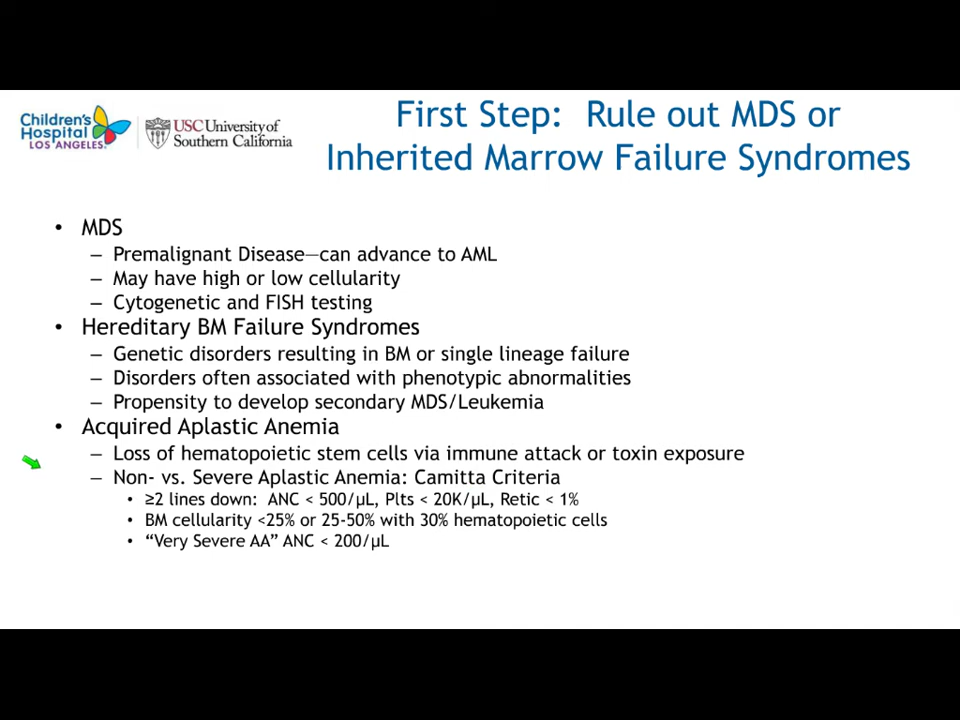 Children's
Hospital
LOS ANGELES
USC University of
Southern California
First Step: Rule out MDS or
Inherited Marrow Failure Syndromes
• MDS
– Premalignant Disease—can advance to AML
– May have high or low cellularity
– Cytogenetic and FISH testing
• Hereditary BM Failure Syndromes
– Genetic disorders resulting in BM or single lineage failure
– Disorders often associated with phenotypic abnormalities
– Propensity to develop secondary MDS/Leukemia
• Acquired Aplastic Anemia
– Loss of hematopoietic stem cells via immune attack or toxin exposure
– Non- vs. Severe Aplastic Anemia: Camitta Criteria
• ≥2 lines down: ANC < 500/µL, Plts < 20K/µL, Retic < 1%
• BM cellularity <25% or 25-50% with 30% hematopoietic cells
• “Very Severe AA” ANC < 200/µL